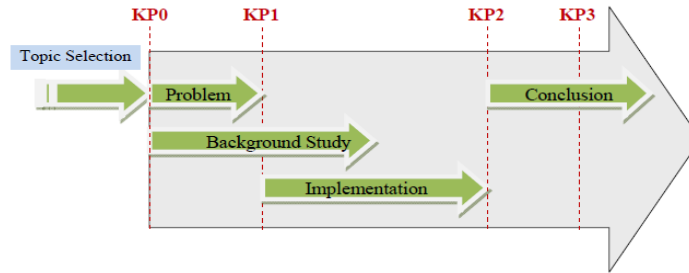 KP0 KP1 KP2 KP3
Topic Selection
Problem Conclusion
Background Study
Implementation